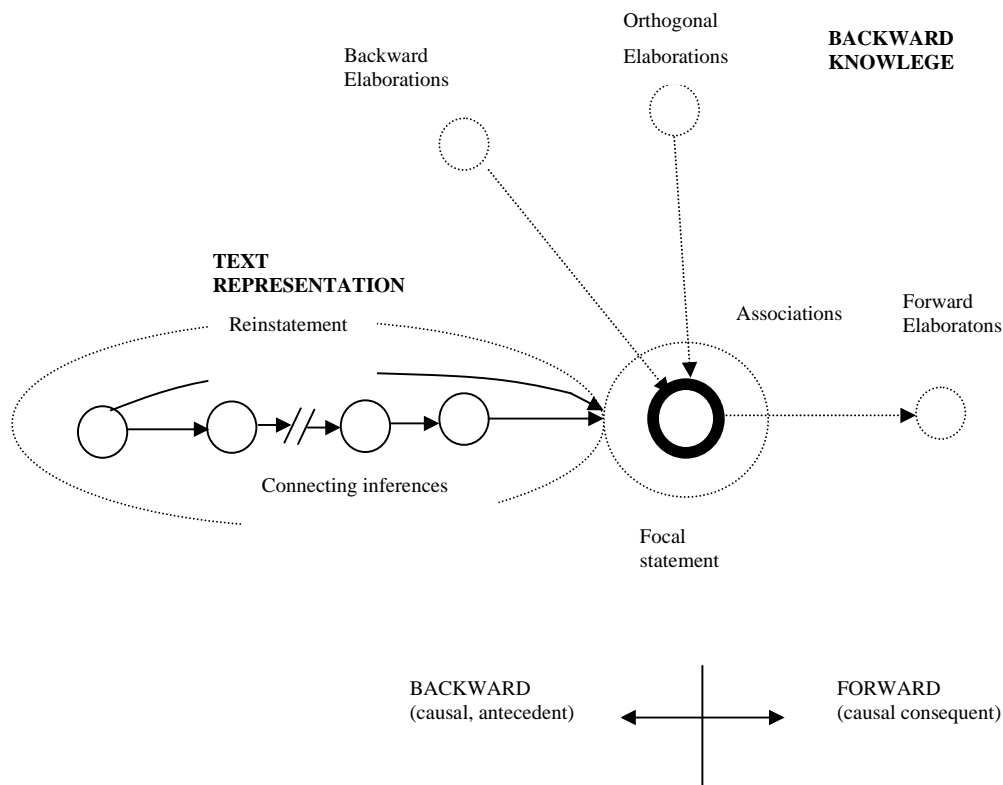 Orthogonal
Elaborations
BACKWARD
KNOWLEGE
Backward
Elaborations
TEXT
REPRESENTATION
Reinstatement
Associations
Forward
Elaboratons
Connecting inferences
Focal
statement
BACKWARD
(causal, antecedent)
FORWARD
(causal consequent)